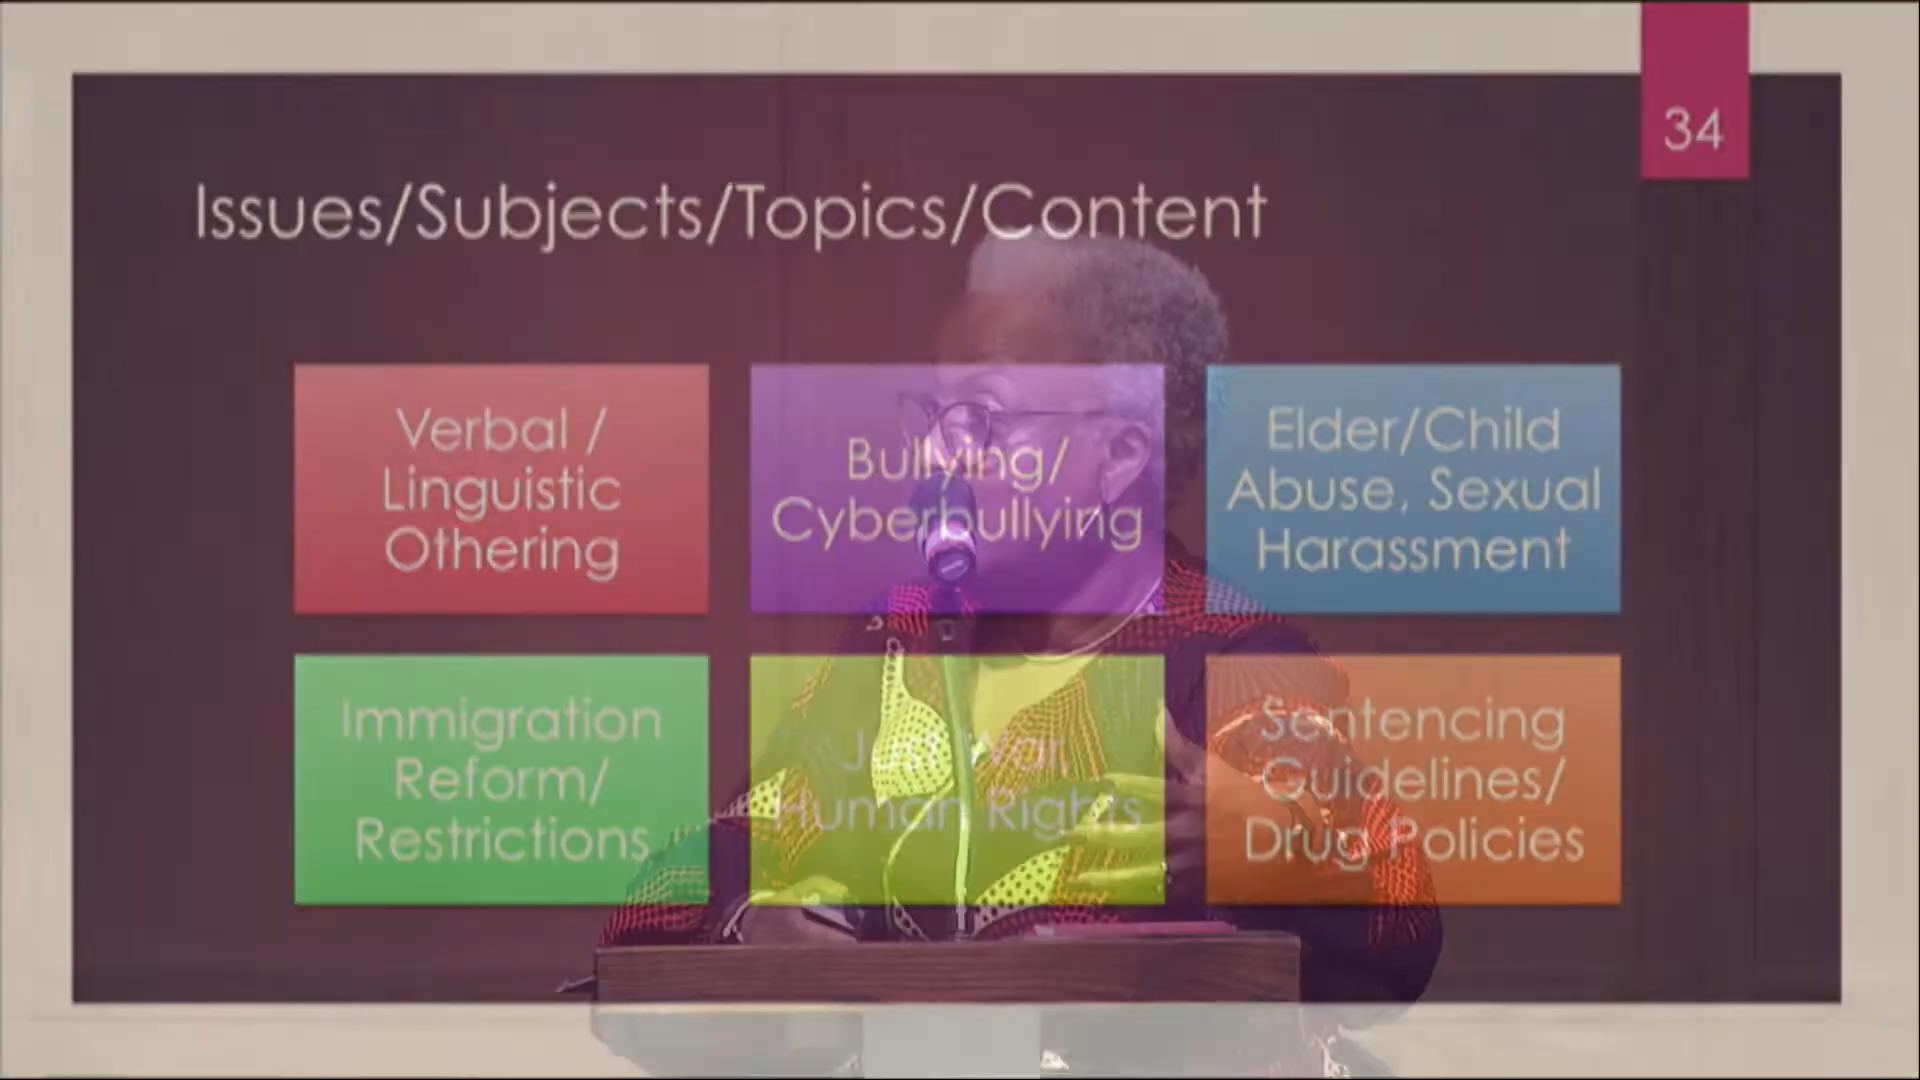 34
Issues/Subjects/Topics/Content
Verbal /
Linguistic
Othering
Bullying/
Cyberbullying
Elder/Child
Abuse, Sexual
Harassment
Immigration
Reform/
Restrictions
Just War,
Human Rights
Sentencing
Guidelines/
Drug Policies